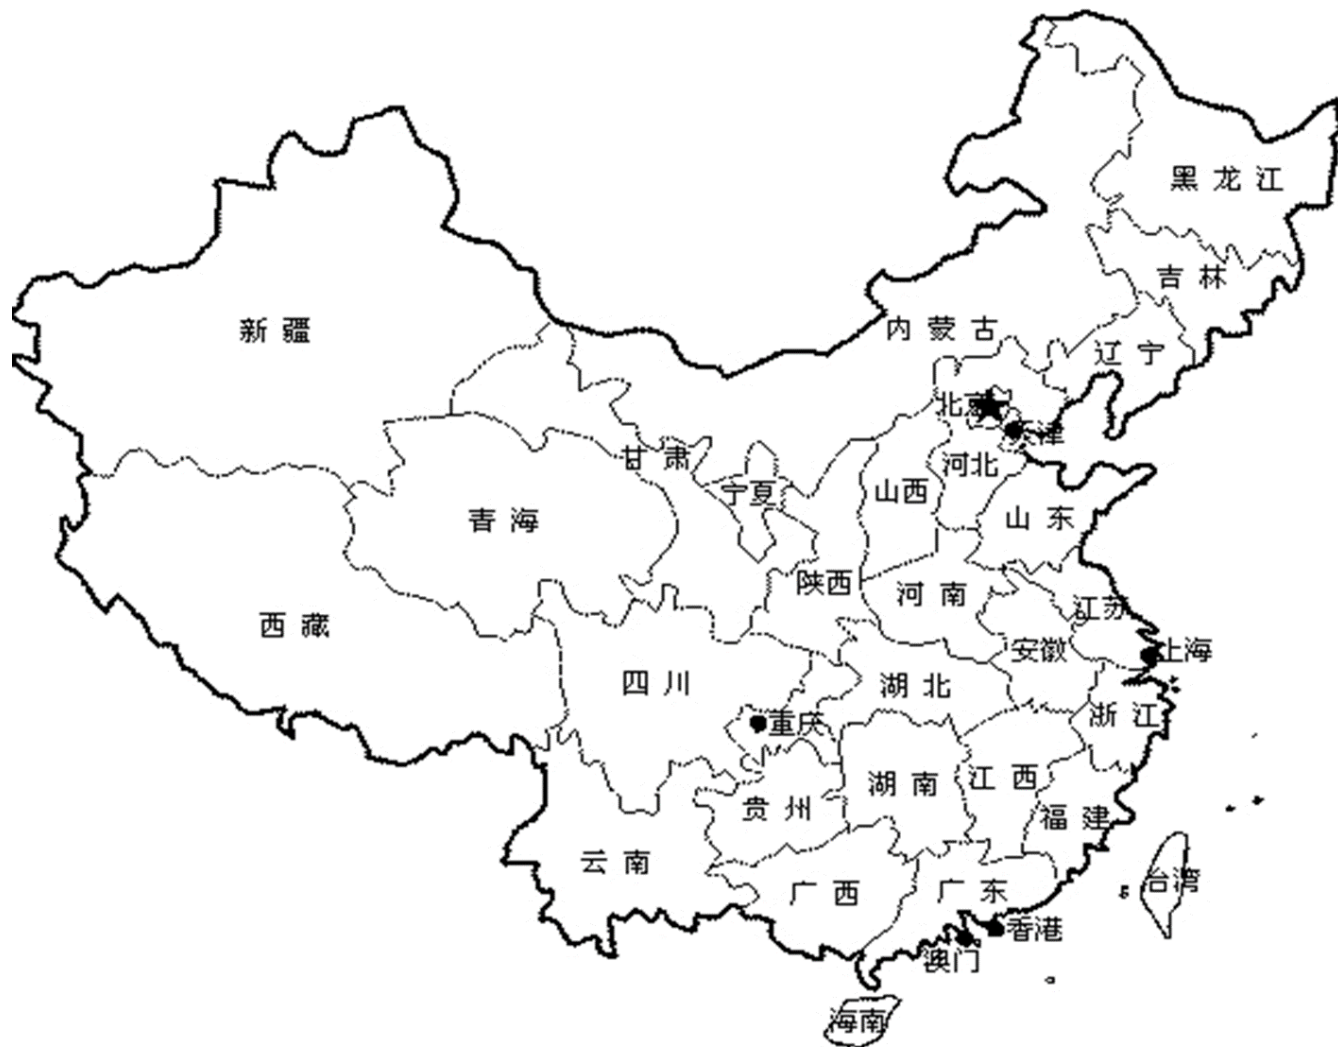 黑龙江
吉林
新疆
内蒙古
辽宁
北京
天津
甘肃
河北
宁夏
山西
青海
山东
陕西
河南
江苏
西藏
安徽
上海
四川
湖北
浙江
重庆
湖南
江西
贵州
福建
云南
台湾
广西
广东
香港
澳门
海南